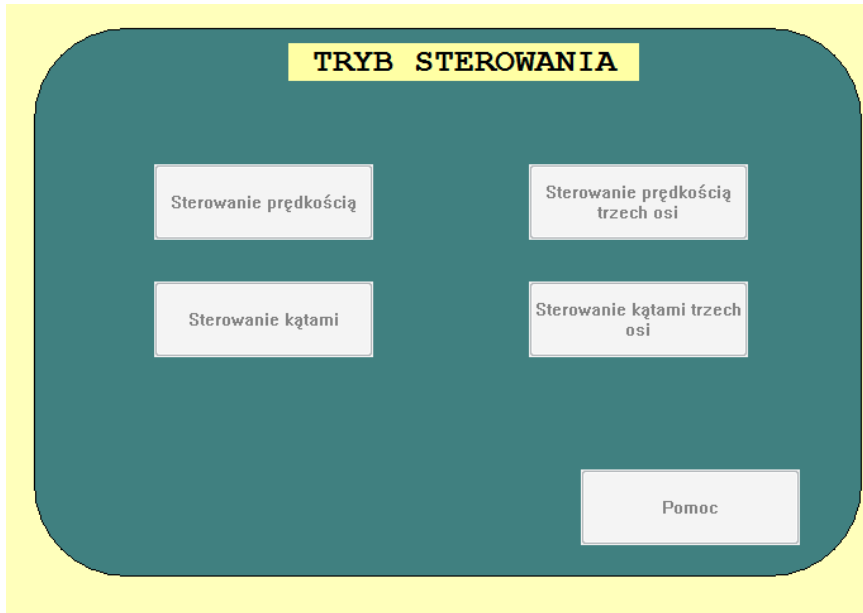 TRYB STEROWANIA
Sterowanie prędkością
Sterowanie prędkością
trzech osi
Sterowanie kątami
Sterowanie kątami trzech
osi
Pomoc